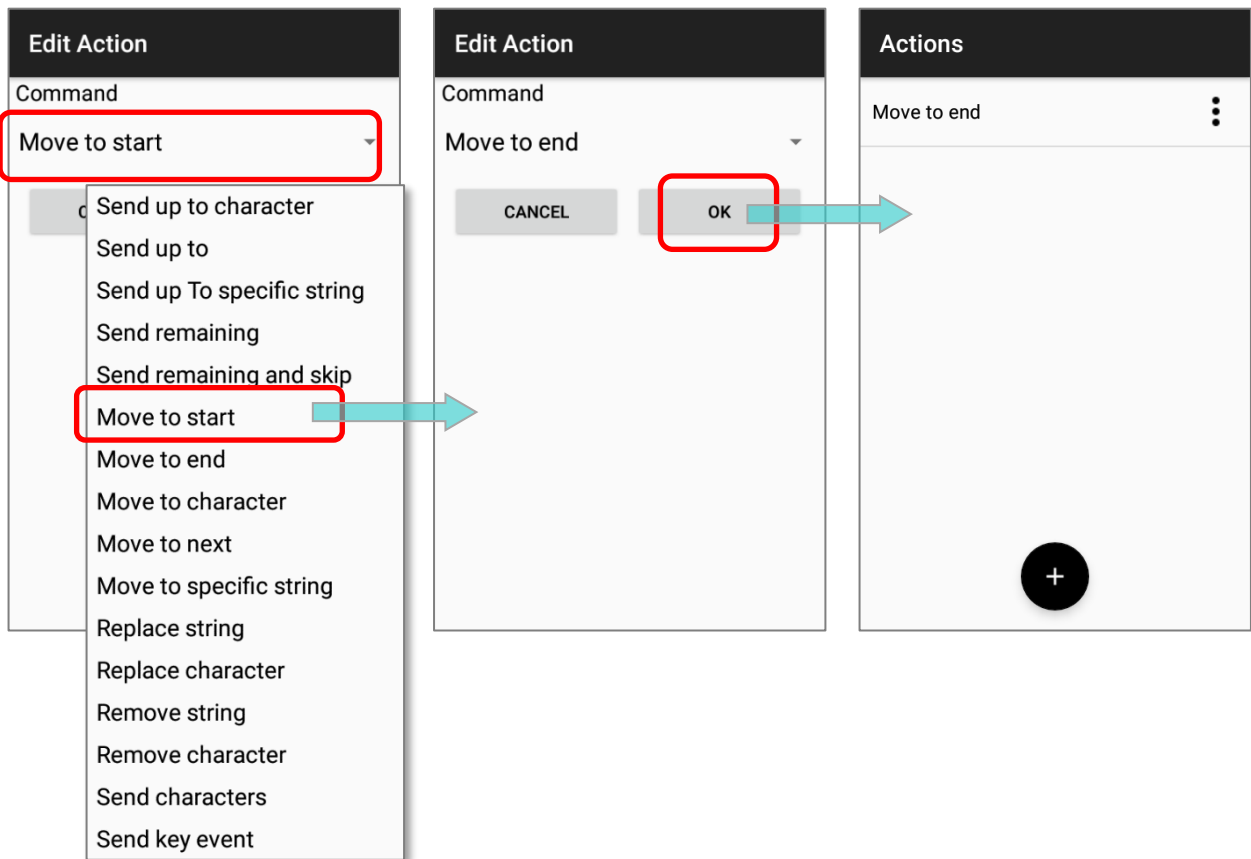 Edit Action
Command
Move to start
C
Send up to character
Send up to
Send up To specific string
Send remaining
Send remaining and skip
Move to start
Move to end
Move to character
Move to next
Move to specific string
Replace string
Replace character
Remove string
Remove character
Send characters
Send key event
Edit Action
Command
Move to end
CANCEL
OK
Actions
Move to end
+